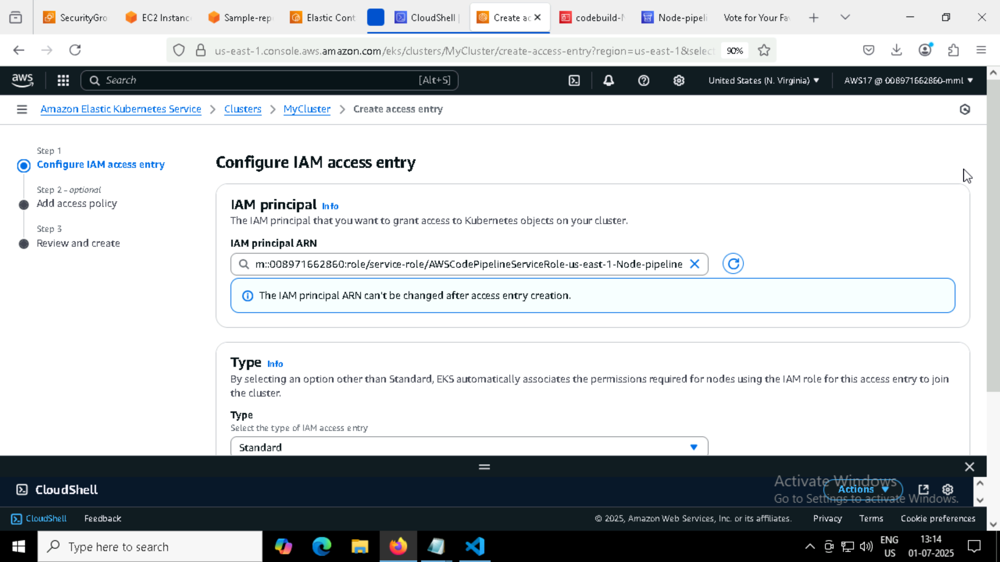 SecurityGro
EC2 Instanc
Sample-rep
Elastic Cont
CloudShell |
Create ac
codebuild-N
Node-pipeli
Vote for Your Fa
us-east-1.console.aws.amazon.com/eks/clusters/MyCluster/create-access-entry?region=us-east-1&select
90%
aws
Search
[Alt+S]
United States (N. Virginia)
AWS17 @ 008971662860-mml
Amazon Elastic Kubernetes Service
Clusters
MyCluster
Create access entry
Step 1
Configure IAM access entry
Step 2 - optional
Add access policy
Step 3
Review and create
Configure IAM access entry
IAM principal Info
The IAM principal that you want to grant access to Kubernetes objects on your cluster.
IAM principal ARN
m::008971662860:role/service-role/AWSCodePipelineServiceRole-us-east-1-Node-pipeline
The IAM principal ARN can't be changed after access entry creation.
Type Info
By selecting an option other than Standard, EKS automatically associates the permissions required for nodes using the IAM role for this access entry to join
the cluster.
Type
Select the type of IAM access entry
Standard
CloudShell
Actions
Activate Windows
Go to Settings to activate Windows.
CloudShell
Feedback
© 2025, Amazon Web Services, Inc. or its affiliates.
Privacy
Terms
Cookie preferences
Type here to search
ENG
US
13:14
01-07-2025